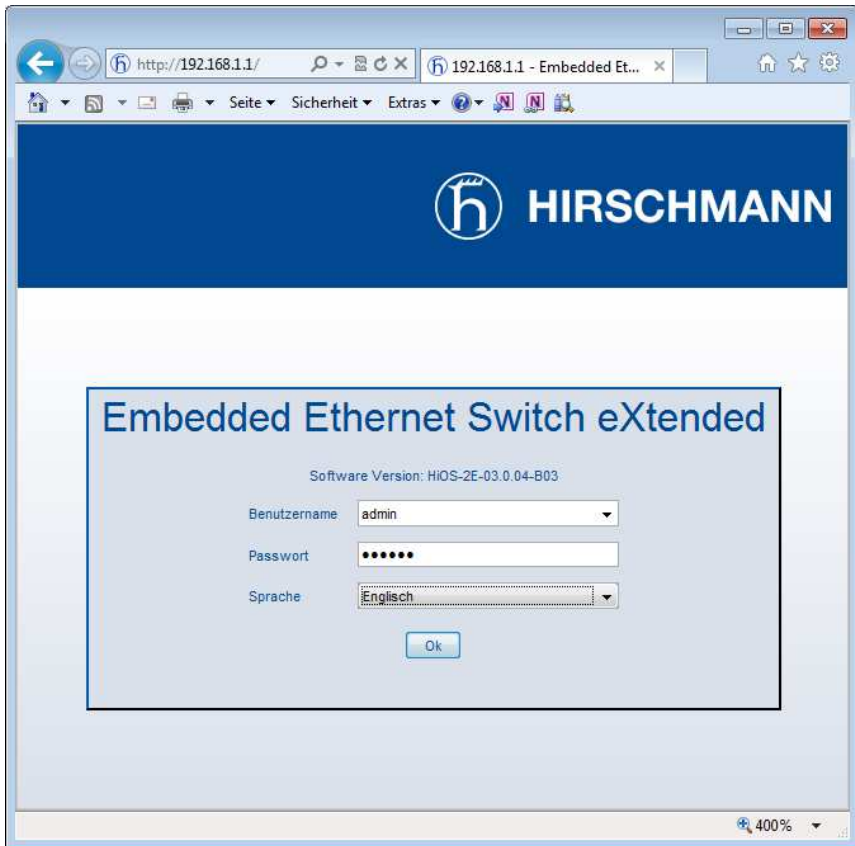 http://192.168.1.1/
192.168.1.1 - Embedded Et...
Seite Sicherheit Extras
HIRSCHMANN
Embedded Ethernet Switch eXtended
Software Version: HiOS-2E-03.0.04-B03
Benutzername admin
Passwort ••••••
Sprache Englisch
Ok
400%